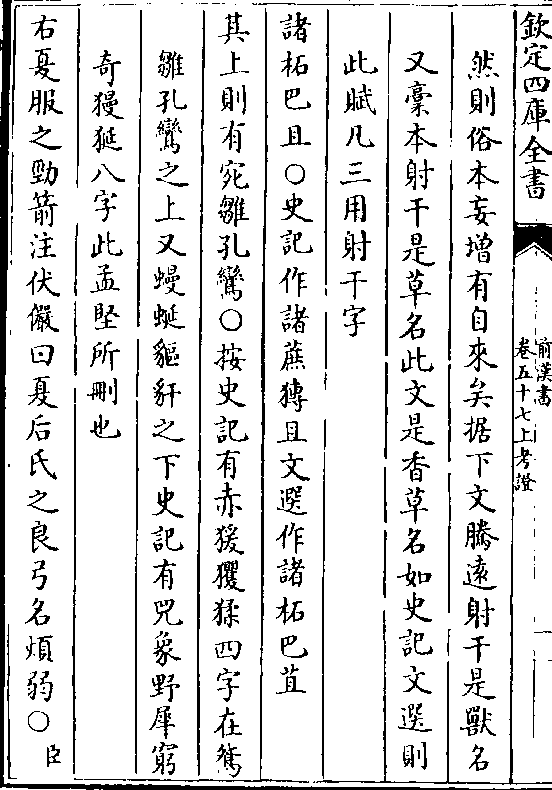 欽定四庫全書
前漢書
卷五十七上考證
然則俗本妄增有自來矣据下文騰遠射干是獸名
又藁本射干是草名此文是香草名如史記文選則
此賦凡三用射干字
諸柘巴且○史記作諸蔗猼且文選作諸柘巴苴
其上則有宛雛孔鸞○按史記有赤猨玃猱四字在鵷
雛孔鸞之上又蟃蜒貙豻之下史記有兕象野犀窮
奇獌狿八字此孟堅所刪也
右夏服之勁箭注伏儼曰夏后氏之良弓名煩弱○臣